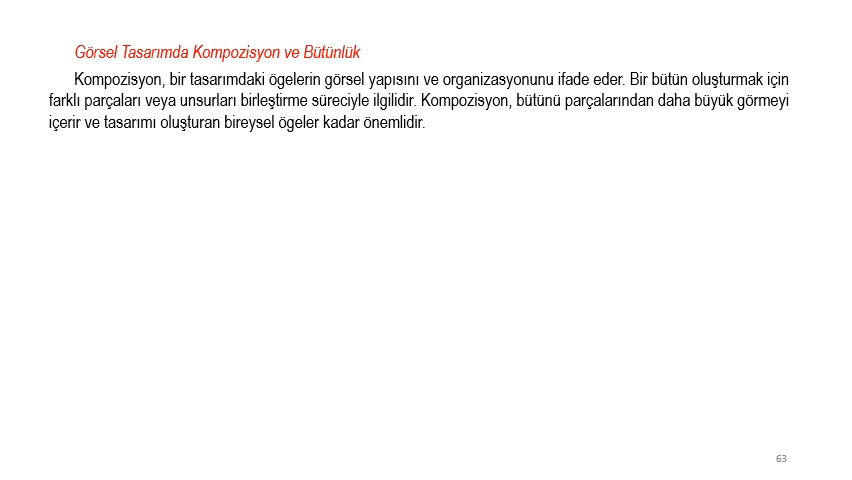 Görsel Tasarımda Kompozisyon ve Bütünlük
Kompozisyon, bir tasarımdaki ögelerin görsel yapısını ve organizasyonunu ifade eder. Bir bütün oluşturmak için
farklı parçaları veya unsurları birleştirme süreciyle ilgilidir. Kompozisyon, bütünü parçalarından daha büyük görmeyi
içerir ve tasarımı oluşturan bireysel ögeler kadar önemlidir.
63